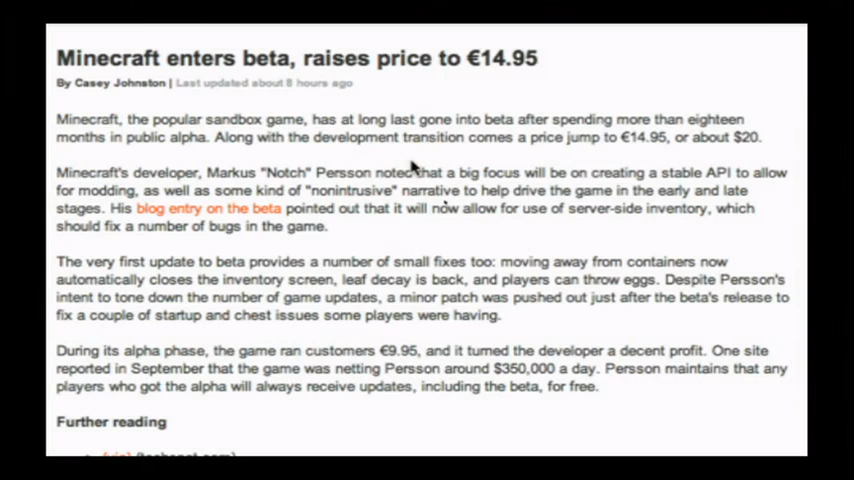 Minecraft enters beta, raises price to €14.95
By Casey Johnston | Last updated about 8 hours ago
Minecraft, the popular sandbox game, has at long last gone into beta after spending more than eighteen
months in public alpha. Along with the development transition comes a price jump to €14.95, or about $20.
Minecraft's developer, Markus "Notch" Persson noted that a big focus will be on creating a stable API to allow
for modding, as well as some kind of "nonintrusive" narrative to help drive the game in the early and late
stages. His blog entry on the beta pointed out that it will now allow for use of server-side inventory, which
should fix a number of bugs in the game.
The very first update to beta provides a number of small fixes too: moving away from containers now
automatically closes the inventory screen, leaf decay is back, and players can throw eggs. Despite Persson's
intent to tone down the number of game updates, a minor patch was pushed out just after the beta's release to
fix a couple of startup and chest issues some players were having.
During its alpha phase, the game ran customers €9.95, and it turned the developer a decent profit. One site
reported in September that the game was netting Persson around $350,000 a day. Persson maintains that any
players who got the alpha will always receive updates, including the beta, for free.
Further reading